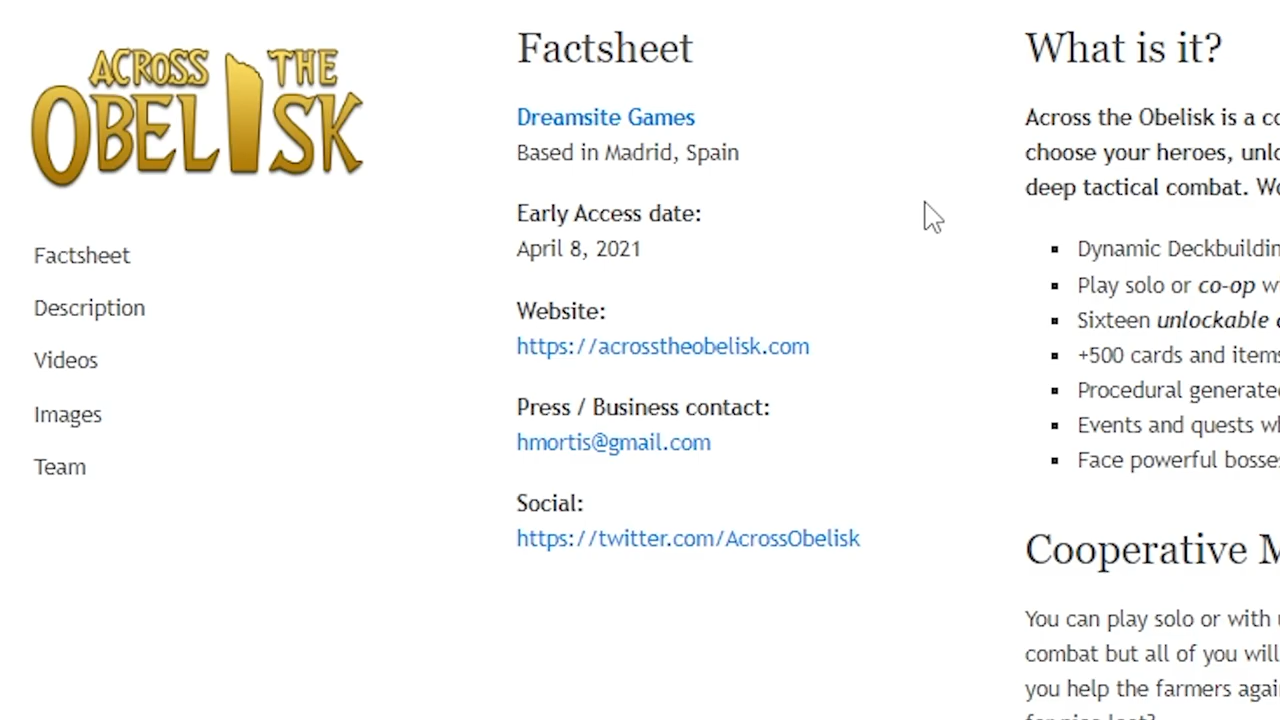 ACROSS THE
OBELISK
Factsheet
Description
Videos
Images
Team
Factsheet
Dreamsite Games
Based in Madrid, Spain
Early Access date:
April 8, 2021
Website:
https://acrosstheobelisk.com
Press / Business contact:
hmortis@gmail.com
Social:
https://twitter.com/AcrossObelisk
What is it?
Across the Obelisk is a
choose your heroes,
deep tactical combat.
Dynamic
Play solo or co-op
Sixteen unlockable
+500 cards and items
Procedural
Events and quests
Face powerful
Cooperative
You can play solo or with
combat but all of you will
you help the farmers